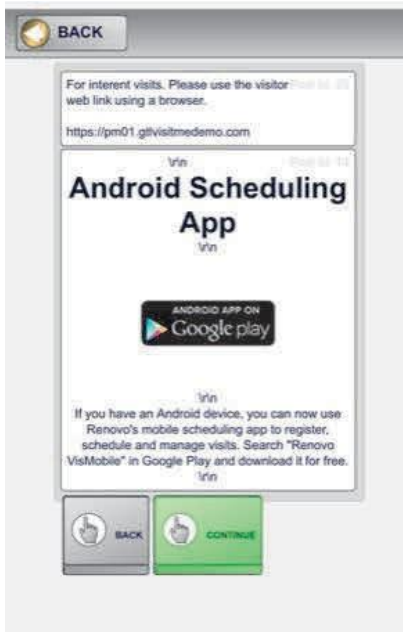 BACK
For interent visits. Please use the visitor
web link using a browser.
https://pm01.gtlvisitmedemo.com
\r\n
Android Scheduling
App
\r\n
ANDROID APP ON
Google play
\r\n
If you have an Android device, you can now use
Renovo's mobile scheduling app to register,
schedule and manage visits. Search "Renovo
VisMobile" in Google Play and download it for free.
\r\n
BACK
CONTINUE